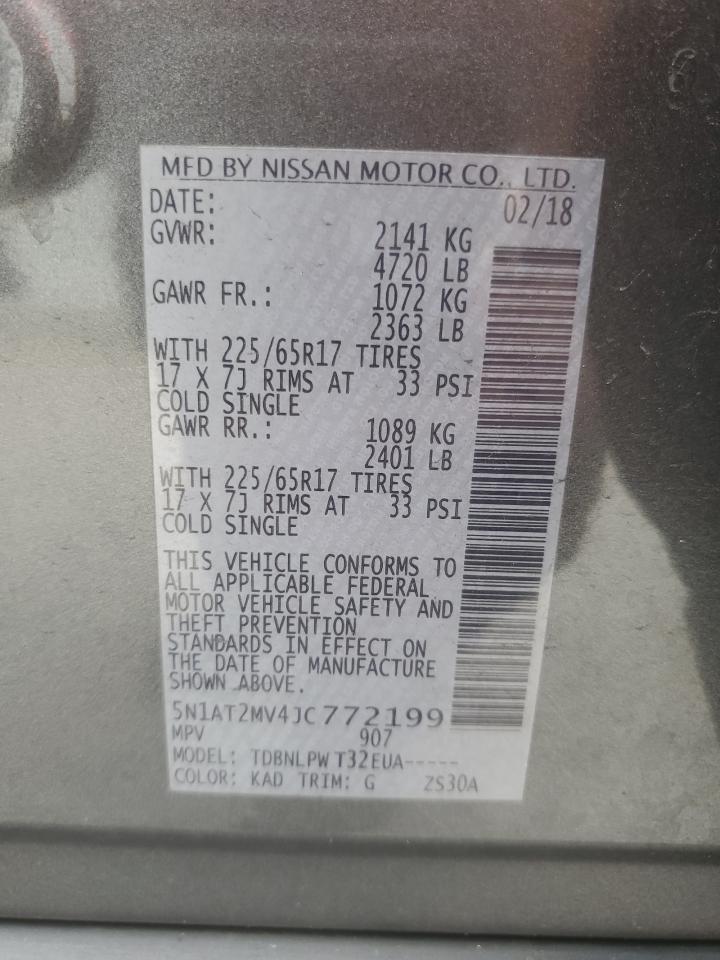 MFD BY NISSAN MOTOR CO., LTD.
DATE: 02/18
GVWR: 2141 KG
4720 LB
GAWR FR.: 1072 KG
2363 LB
WITH 225/65R17 TIRES
17 X 7J RIMS AT 33 PSI
COLD SINGLE
GAWR RR.: 1089 KG
2401 LB
WITH 225/65R17 TIRES
17 X 7J RIMS AT 33 PSI
COLD SINGLE
THIS VEHICLE CONFORMS TO
ALL APPLICABLE FEDERAL
MOTOR VEHICLE SAFETY AND
THEFT PREVENTION
STANDARDS IN EFFECT ON
THE DATE OF MANUFACTURE
SHOWN ABOVE.
5N1AT2MV4JC772199
MPV 907
MODEL: TDBNLPW T32EUA-----
COLOR: KAD TRIM: G ZS30A